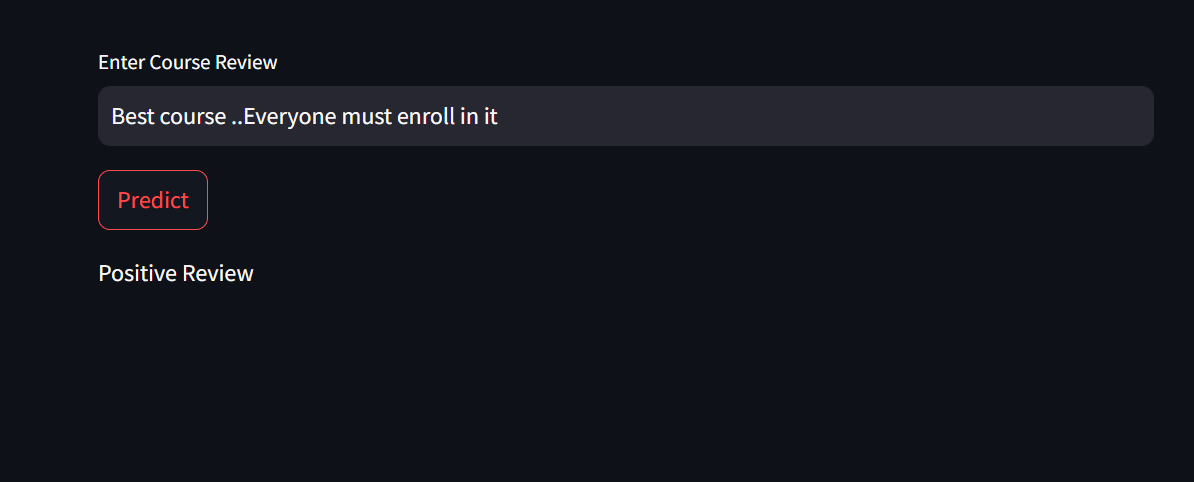 Enter Course Review
Best course ..Everyone must enroll in it
Predict
Positive Review